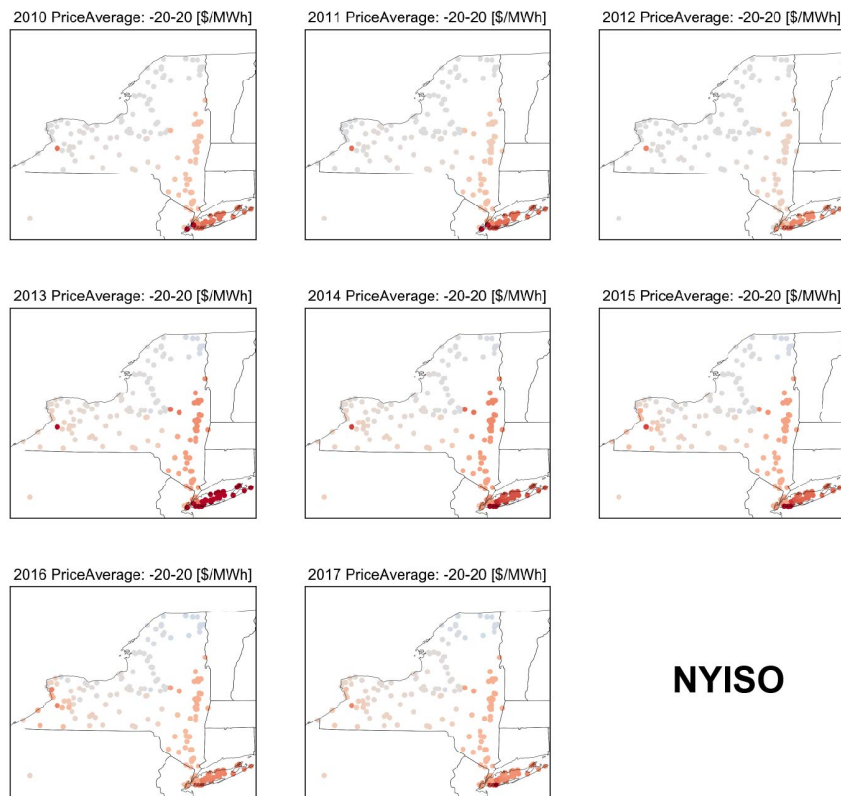 2010 PriceAverage: -20-20 [$/MWh]
2011 PriceAverage: -20-20 [$/MWh]
2012 PriceAverage: -20-20 [$/MWh]
2013 PriceAverage: -20-20 [$/MWh]
2014 PriceAverage: -20-20 [$/MWh]
2015 PriceAverage: -20-20 [$/MWh]
2016 PriceAverage: -20-20 [$/MWh]
2017 PriceAverage: -20-20 [$/MWh]
NYISO